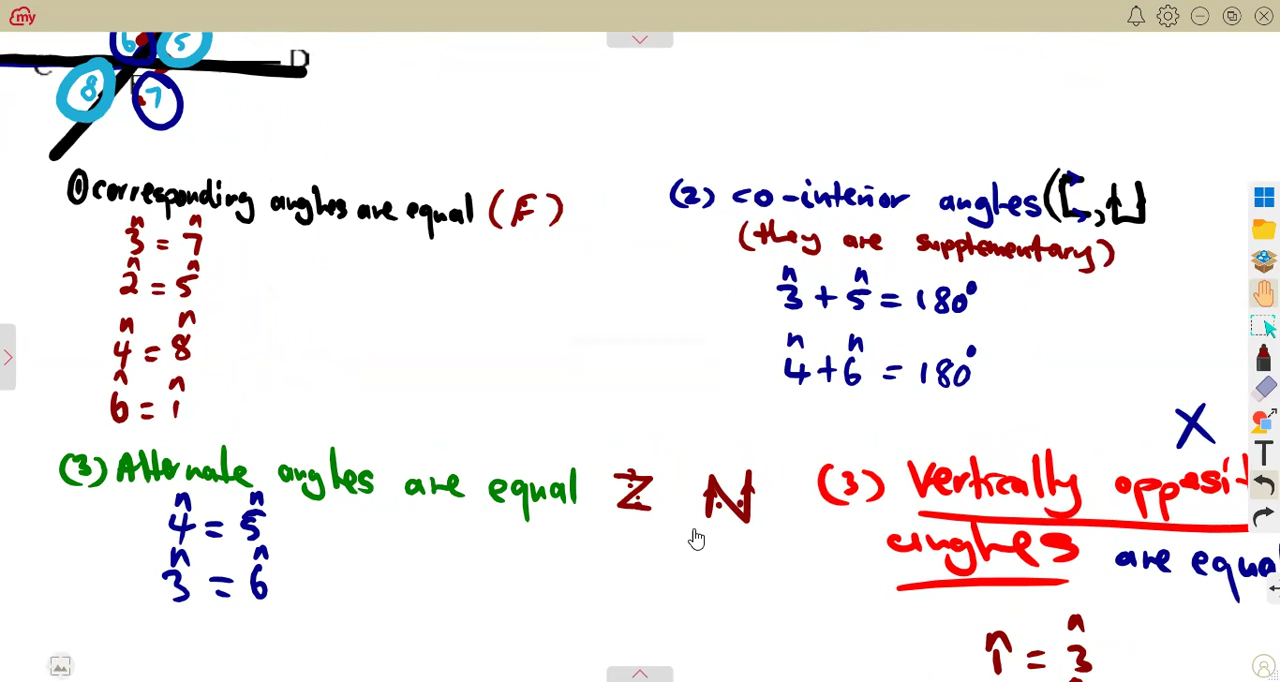 my
6 5
C D
8 7
①corresponding angles are equal (F)
3̂ = 7̂
2̂ = 5̂
4̂ = 8̂
6̂ = 1̂
(2) co-interior angles
(they are supplementary)
3̂ + 5̂ = 180°
4̂ + 6̂ = 180°
X
(3) Alternate angles are equal Z N
4̂ = 5̂
3̂ = 6̂
(3) Vertically opposit
angles are equa
1̂ = 3̂
T